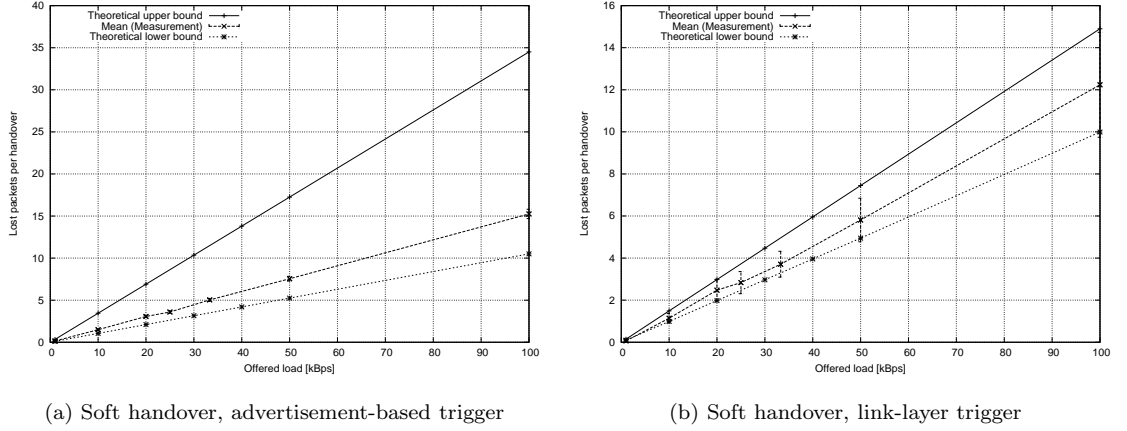 Theoretical upper bound
Mean (Measurement)
Theoretical lower bound
40
35
30
25
20
15
10
5
0
Lost packets per handover
0 10 20 30 40 50 60 70 80 90 100
Offered load [kBps]
(a) Soft handover, advertisement-based trigger
Theoretical upper bound
Mean (Measurement)
Theoretical lower bound
16
14
12
10
8
6
4
2
0
Lost packets per handover
0 10 20 30 40 50 60 70 80 90 100
Offered load [kBps]
(b) Soft handover, link-layer trigger